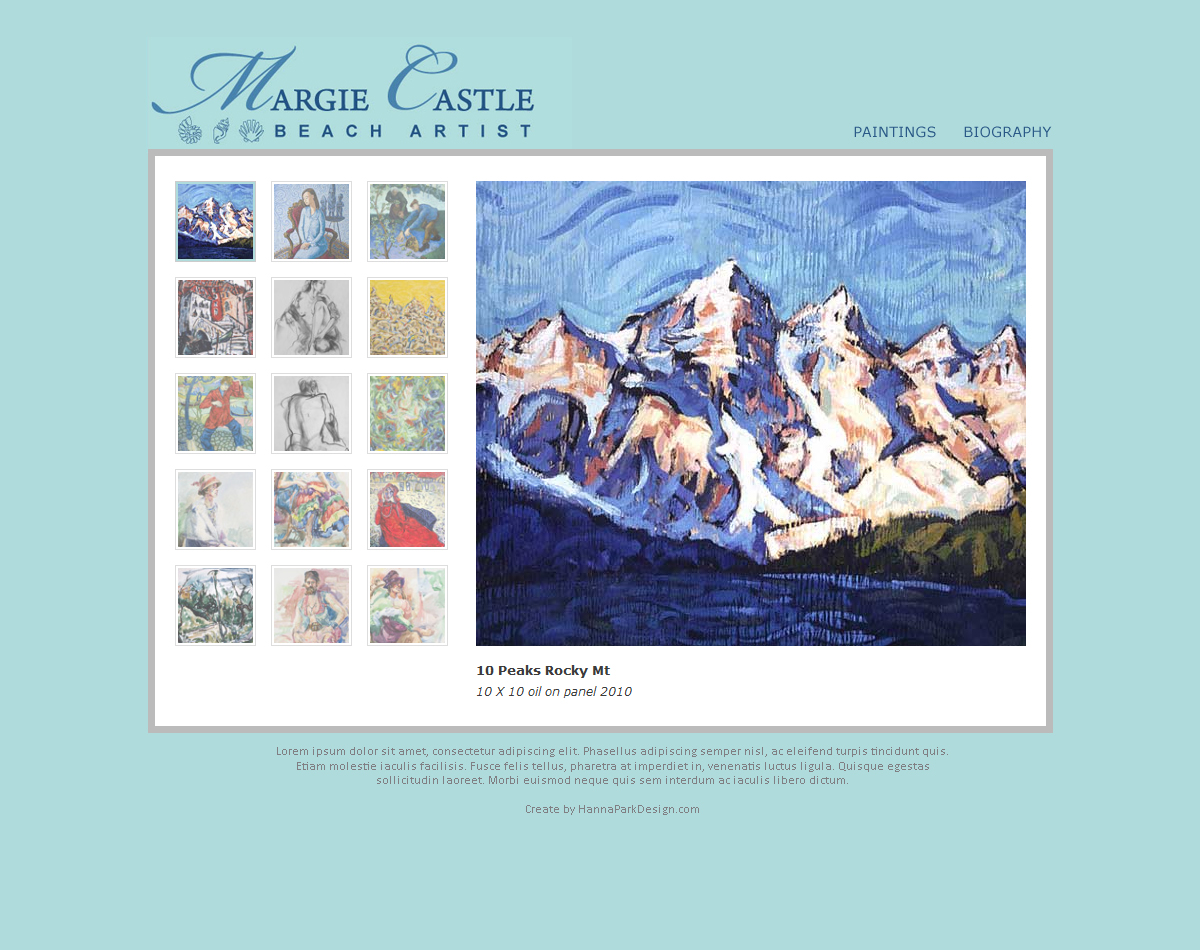 MARGIE CASTLE
BEACH ARTIST
PAINTINGS BIOGRAPHY
10 Peaks Rocky Mt
10 X 10 oil on panel 2010
Lorem ipsum dolor sit amet, consectetur adipiscing elit. Phasellus adipiscing semper nisl, ac eleifend turpis tincidunt quis.
Etiam molestie iaculis facilisis. Fusce felis tellus, pharetra at imperdiet in, venenatis luctus ligula. Quisque egestas
sollicitudin laoreet. Morbi euismod neque quis sem interdum ac iaculis libero dictum.
Create by HannaParkDesign.com